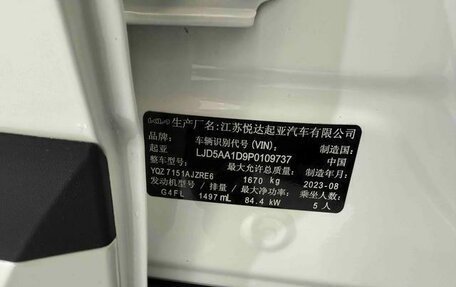 KIA 生产厂名:江苏悦达起亚汽车有限公司
品牌: 车辆识别代号(VIN): 制造国:
起亚 LJD5AA1D9P0109737 中国
整车型号: 最大允许总质量: 制造年月:
YQZ7151AJZRE6 1670 kg 2023-08
发动机型号 / 排量 / 最大净功率: 乘坐人数:
G4FL 1497 mL 84.4 kW 5 人